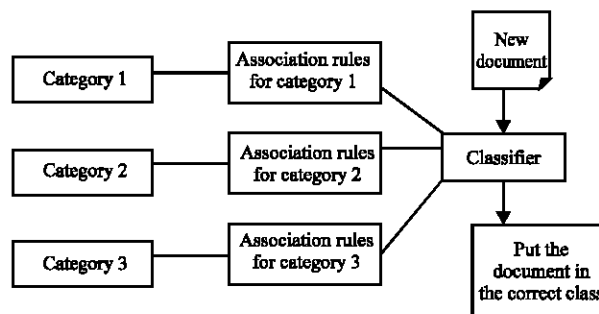 New
document
Category 1
Association rules
for category 1
Category 2
Association rules
for category 2
Classifier
Category 3
Association rules
for category 3
Put the
document in
the correct class